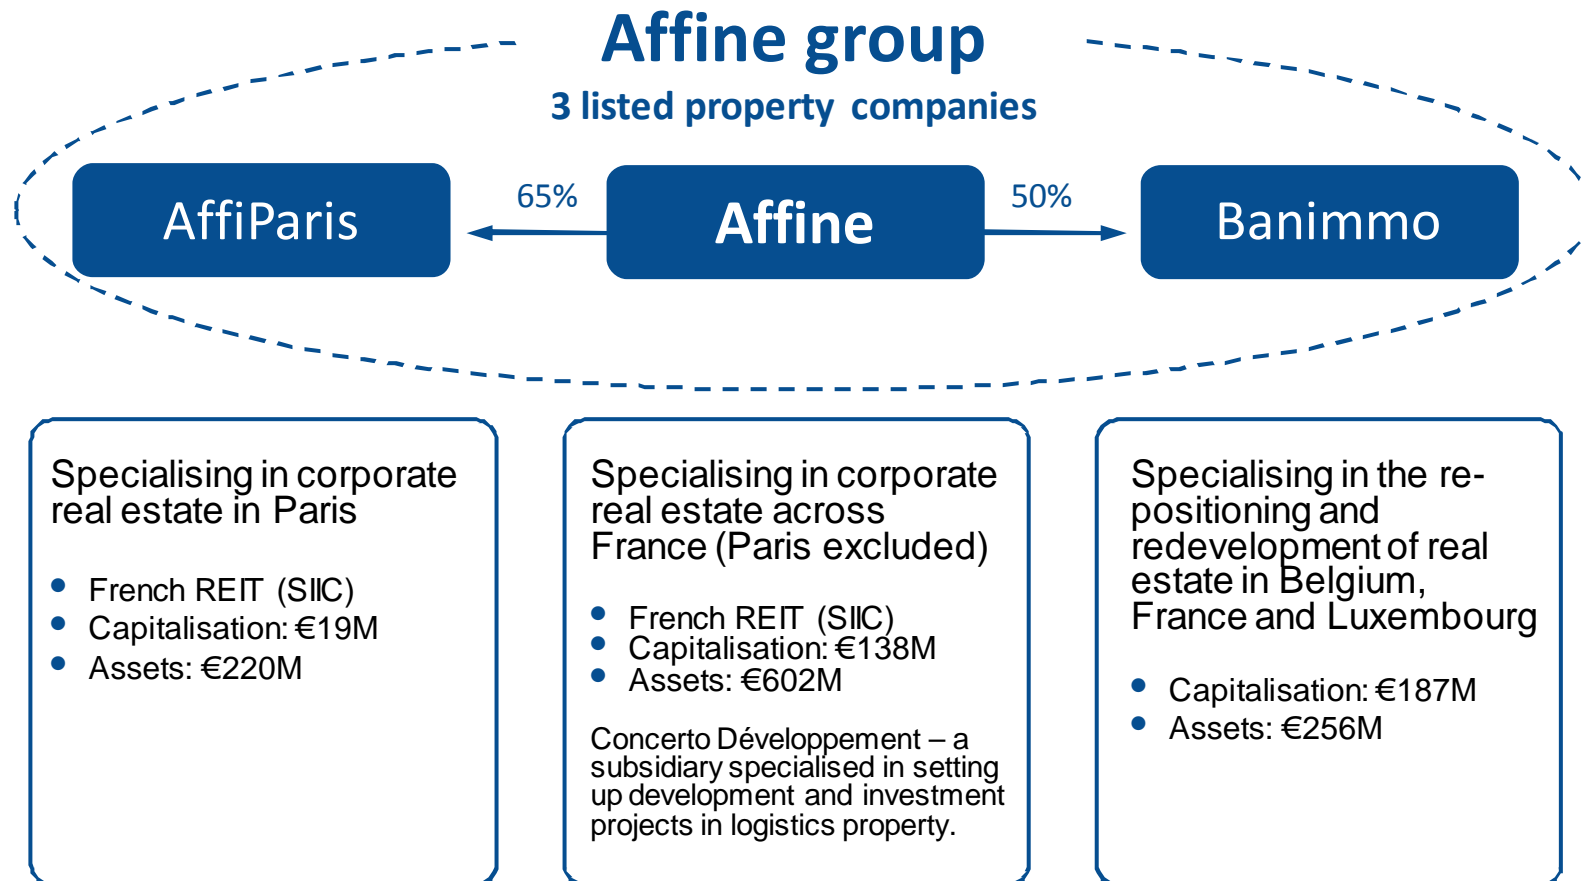 Affine group
3 listed property companies
AffiParis
65%
Affine
50%
Banimmo
Specialising in corporate
real estate in Paris
• French REIT (SIIC)
• Capitalisation: €19M
• Assets: €220M
Specialising in corporate
real estate across
France (Paris excluded)
• French REIT (SIIC)
• Capitalisation: €138M
• Assets: €602M
Concerto Développement – a
subsidiary specialised in setting
up development and investment
projects in logistics property.
Specialising in the re-
positioning and
redevelopment of real
estate in Belgium,
France and Luxembourg
• Capitalisation: €187M
• Assets: €256M